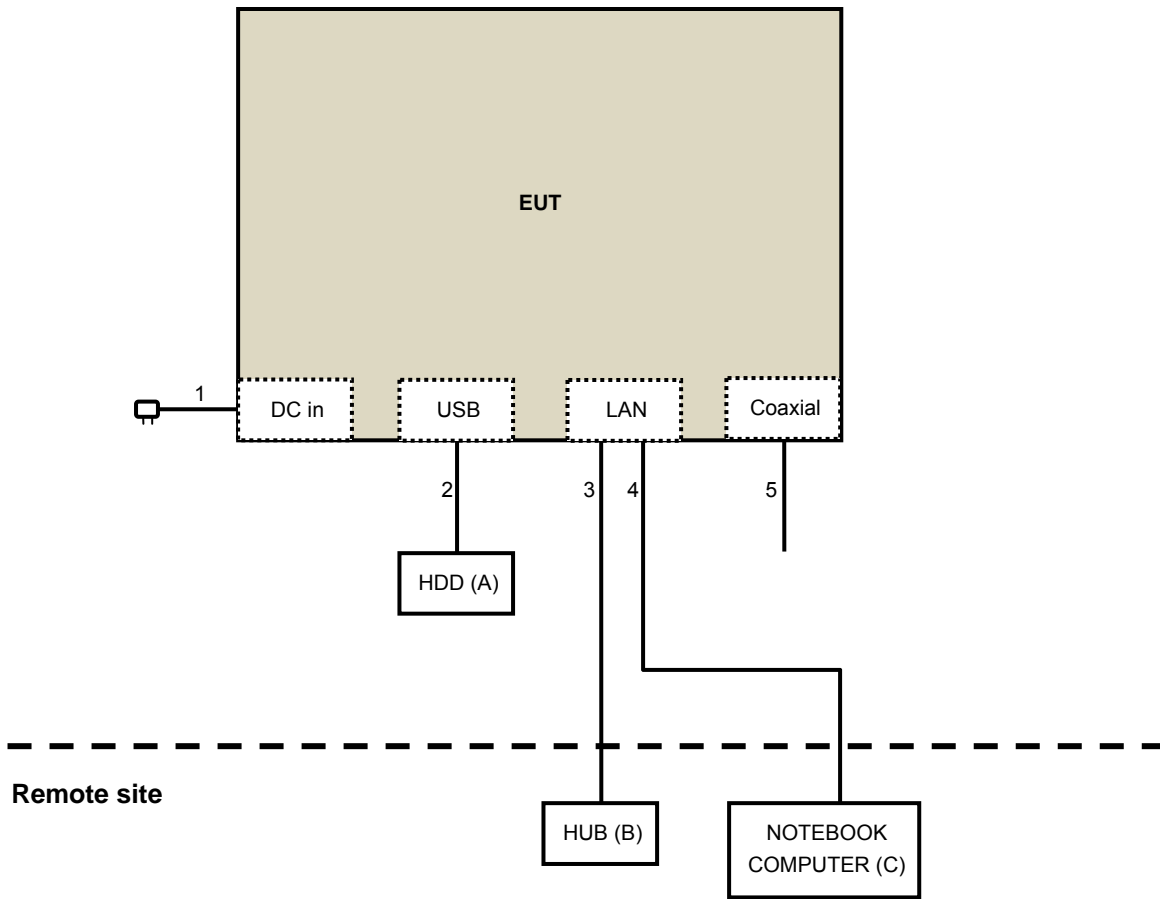 EUT
1
DC in
USB
LAN
Coaxial
2
3
4
5
HDD (A)
Remote site
HUB (B)
NOTEBOOK
COMPUTER (C)